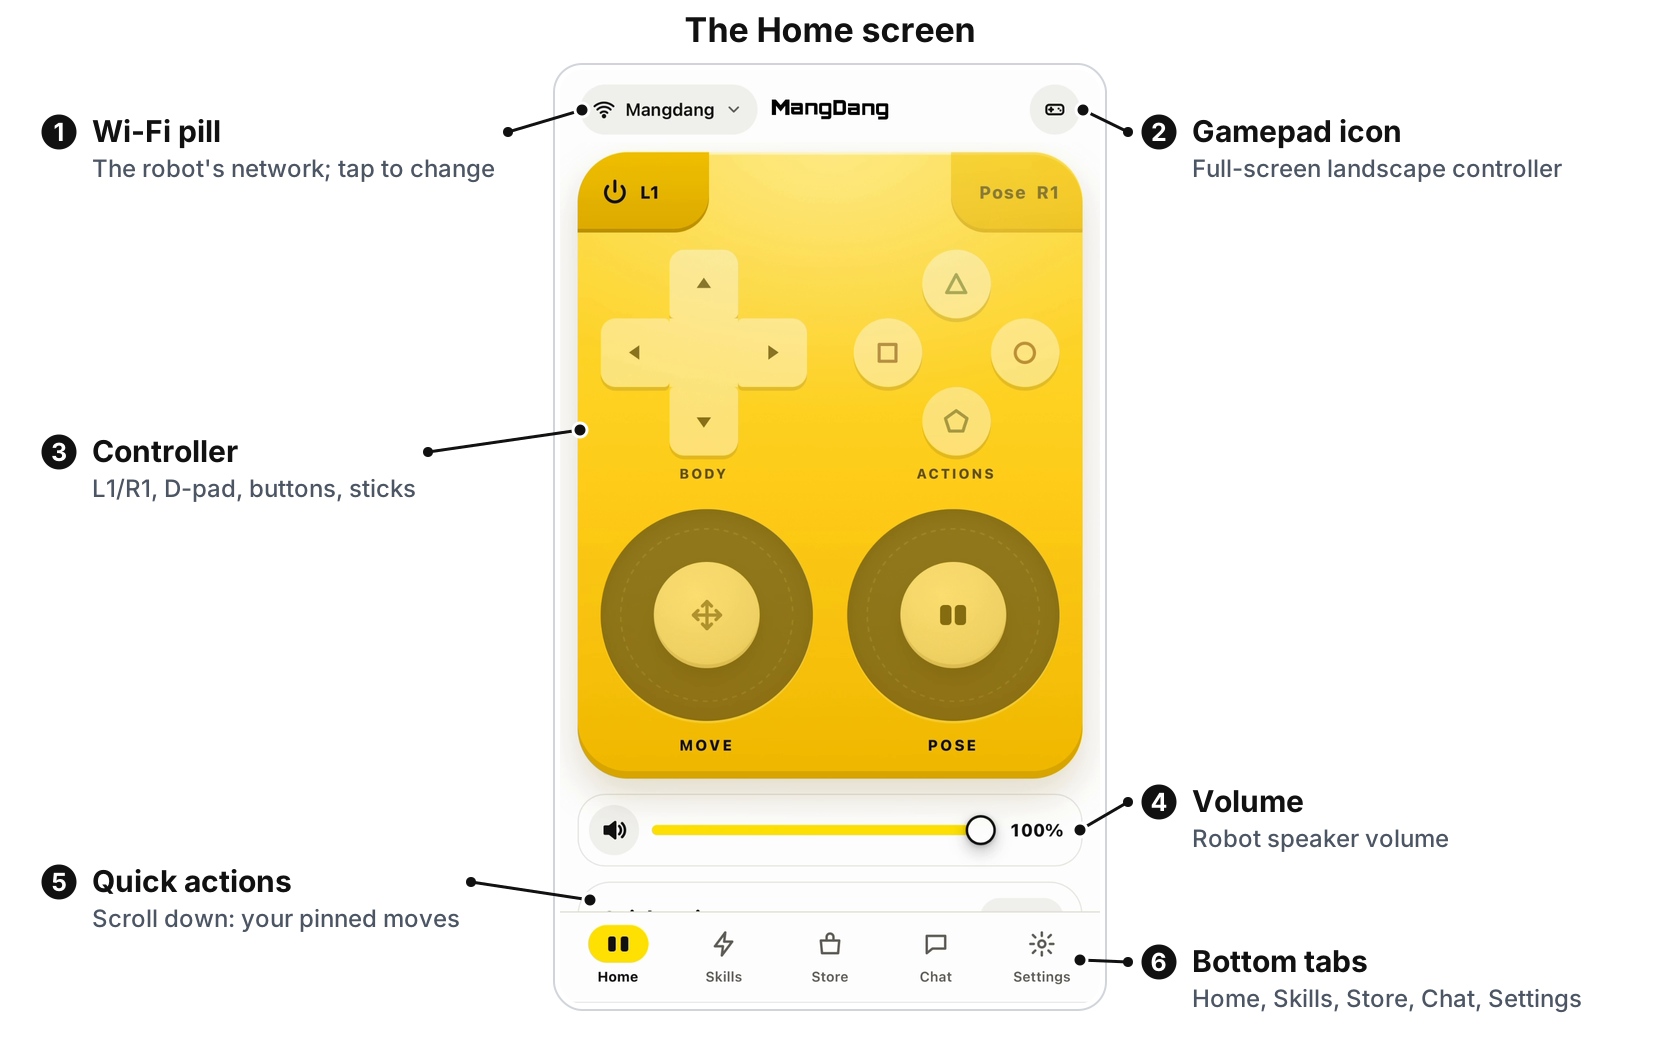 The Home screen
Mangdang
MangDang
1 Wi-Fi pill
The robot's network; tap to change
2 Gamepad icon
Full-screen landscape controller
L1
Pose R1
3 Controller
L1/R1, D-pad, buttons, sticks
BODY
ACTIONS
MOVE
POSE
100%
4 Volume
Robot speaker volume
5 Quick actions
Scroll down: your pinned moves
Home
Skills
Store
Chat
Settings
6 Bottom tabs
Home, Skills, Store, Chat, Settings